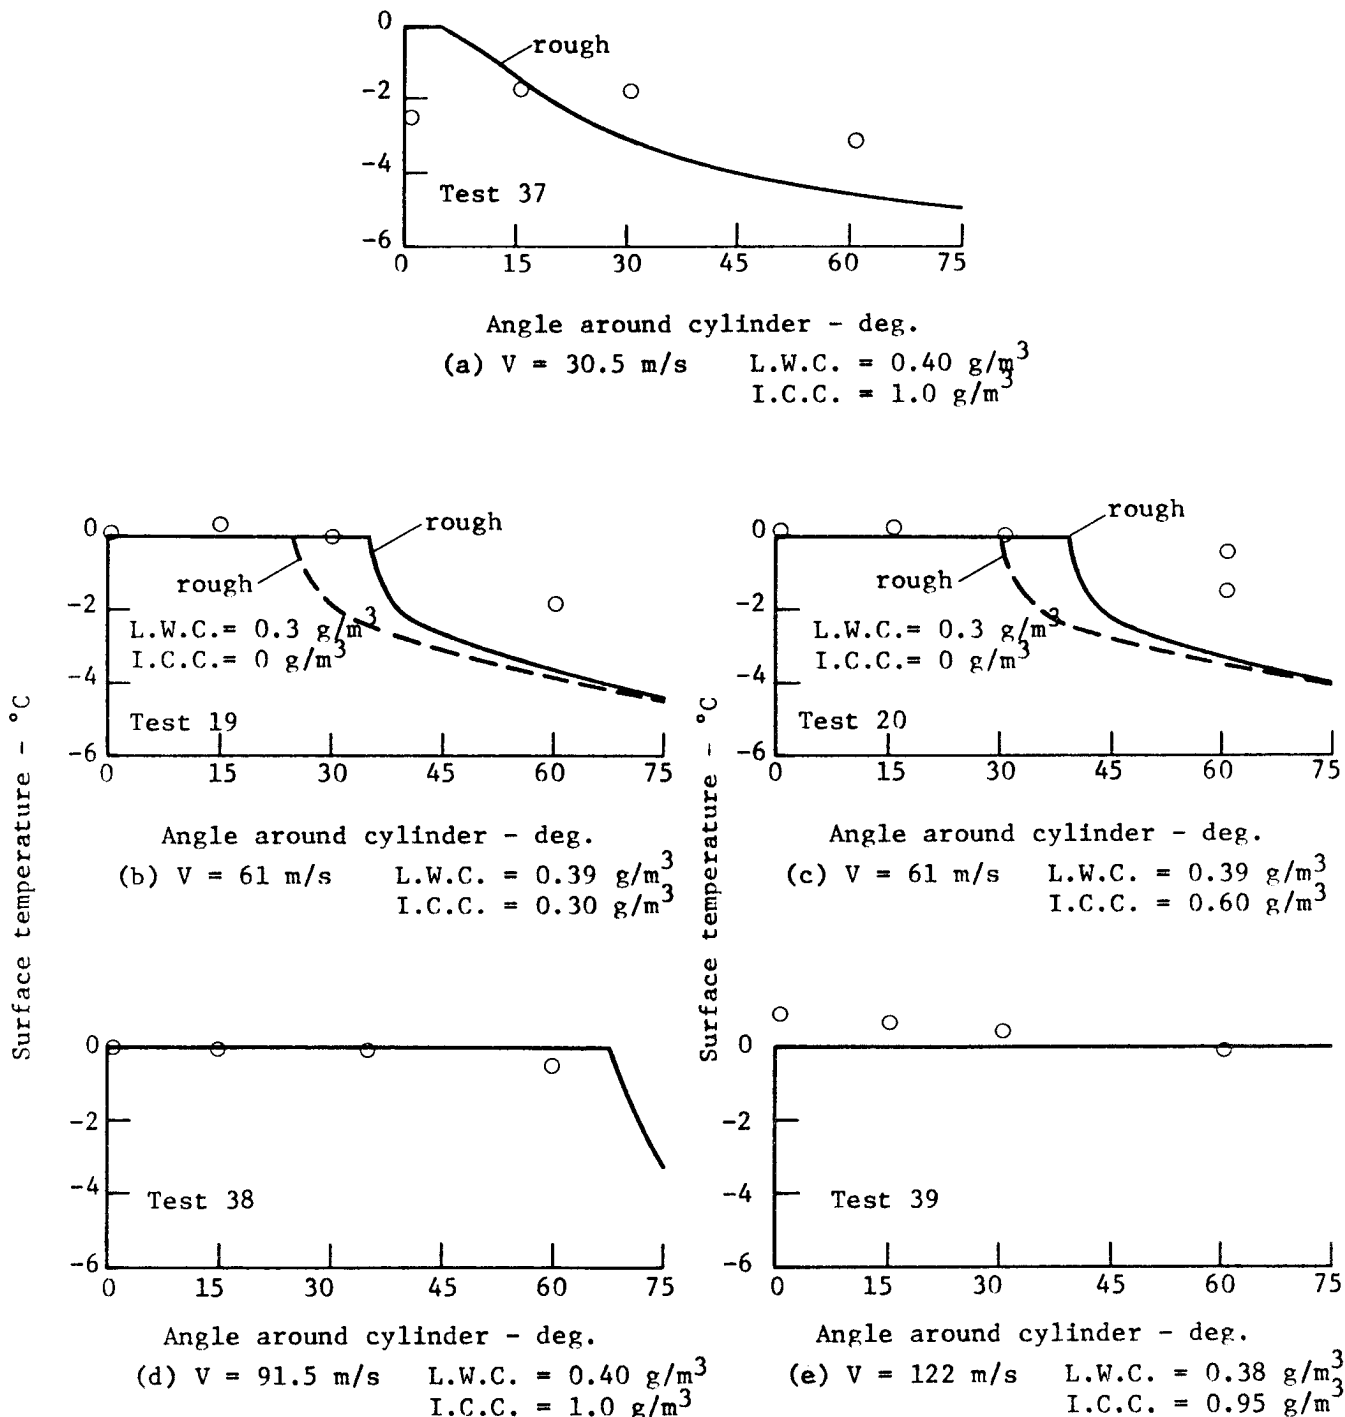 0
-2
-4
-6
rough
Test 37
0 15 30 45 60 75
Angle around cylinder - deg.
(a) V = 30.5 m/s L.W.C. = 0.40 g/m³
I.C.C. = 1.0 g/m³
Surface temperature - °C
0
-2
-4
-6
rough
rough
L.W.C.= 0.3 g/m³
I.C.C.= 0 g/m³
Test 19
0 15 30 45 60 75
Angle around cylinder - deg.
(b) V = 61 m/s L.W.C. = 0.39 g/m³
I.C.C. = 0.30 g/m³
Surface temperature - °C
0
-2
-4
-6
rough
rough
L.W.C.= 0.3 g/m³
I.C.C.= 0 g/m³
Test 20
0 15 30 45 60 75
Angle around cylinder - deg.
(c) V = 61 m/s L.W.C. = 0.39 g/m³
I.C.C. = 0.60 g/m³
0
-2
-4
-6
Test 38
0 15 30 45 60 75
Angle around cylinder - deg.
(d) V = 91.5 m/s L.W.C. = 0.40 g/m³
I.C.C. = 1.0 g/m³
0
-2
-4
-6
Test 39
0 15 30 45 60 75
Angle around cylinder - deg.
(e) V = 122 m/s L.W.C. = 0.38 g/m³
I.C.C. = 0.95 g/m³